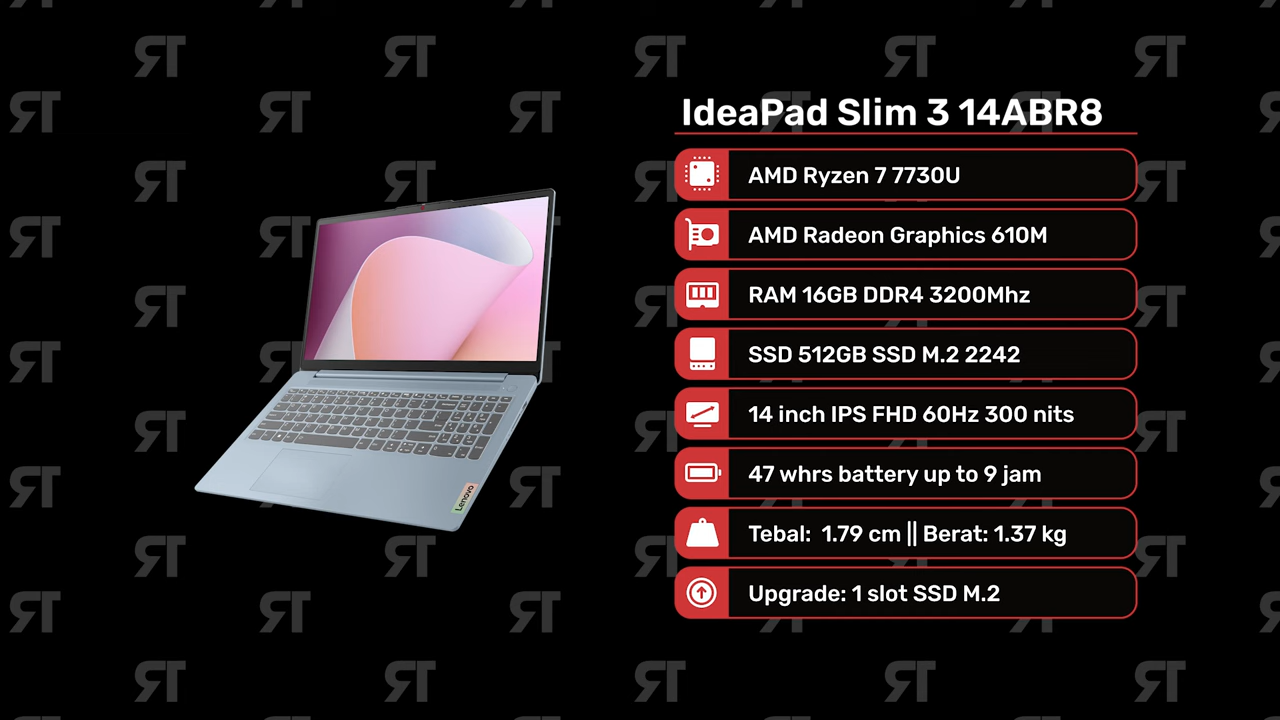 IdeaPad Slim 3 14ABR8
AMD Ryzen 7 7730U
AMD Radeon Graphics 610M
RAM 16GB DDR4 3200Mhz
SSD 512GB SSD M.2 2242
14 inch IPS FHD 60Hz 300 nits
47 whrs battery up to 9 jam
Tebal: 1.79 cm || Berat: 1.37 kg
Upgrade: 1 slot SSD M.2
Lenovo